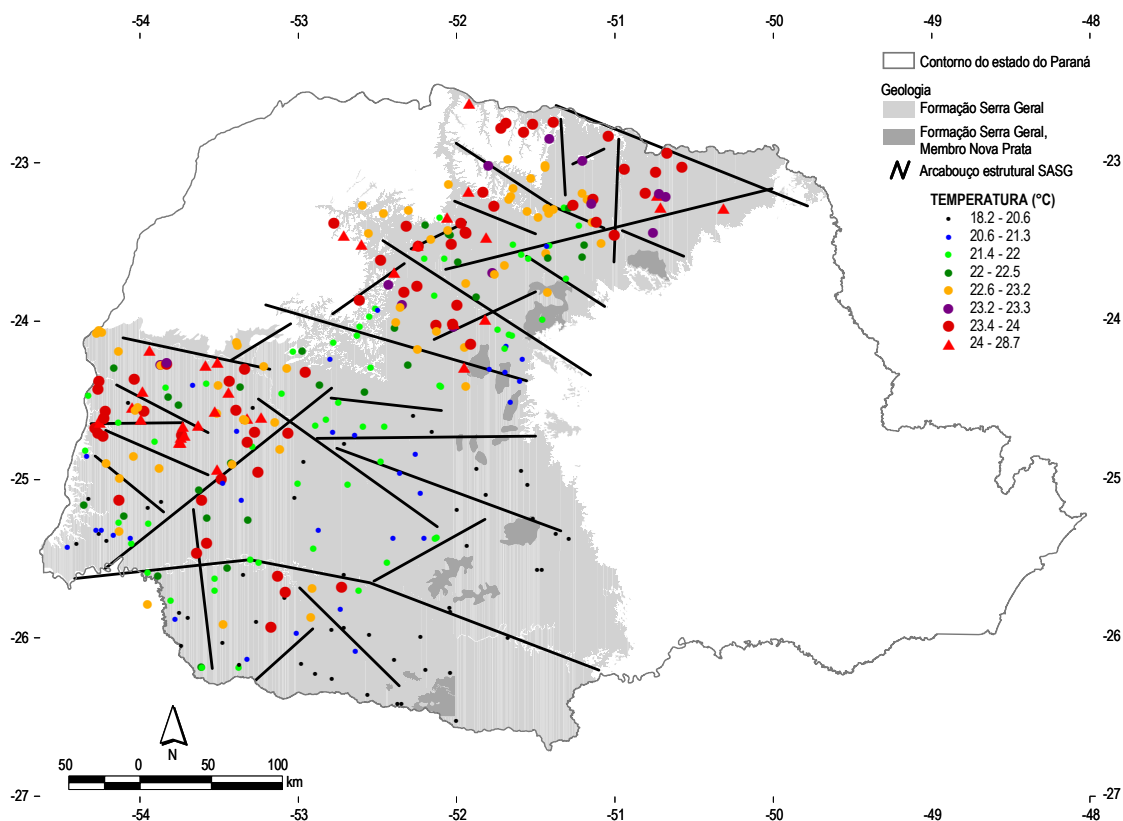 -54 -53 -52 -51 -50 -49 -48
Contorno do estado do Paraná
Geologia
Formação Serra Geral
Formação Serra Geral,
Membro Nova Prata
Arcabouço estrutural SASG
TEMPERATURA (°C)
18.2 - 20.6
20.6 - 21.3
21.4 - 22
22 - 22.5
22.6 - 23.2
23.2 - 23.3
23.4 - 24
24 - 28.7
-23 -23
-24 -24
-25 -25
-26 -26
N
50 0 50 100
km
-27 -27
-54 -53 -52 -51 -50 -49 -48